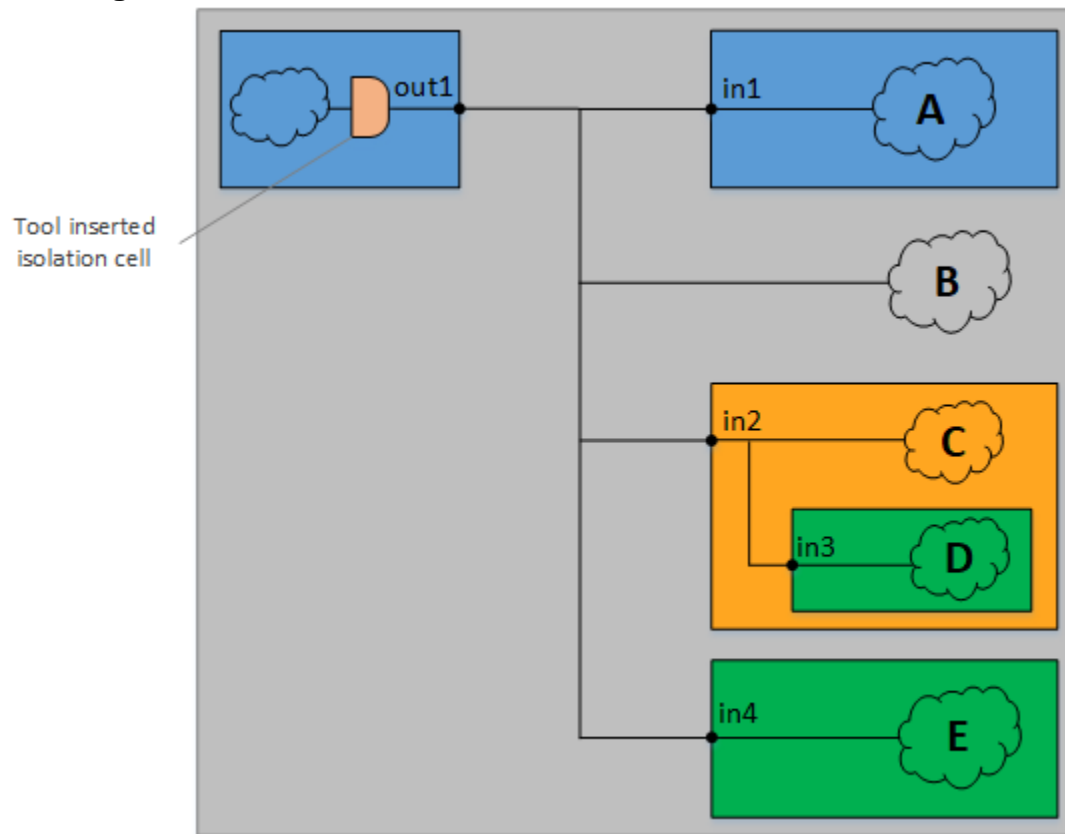 out1
in1
A
Tool inserted
isolation cell
B
in2
C
in3
D
in4
E